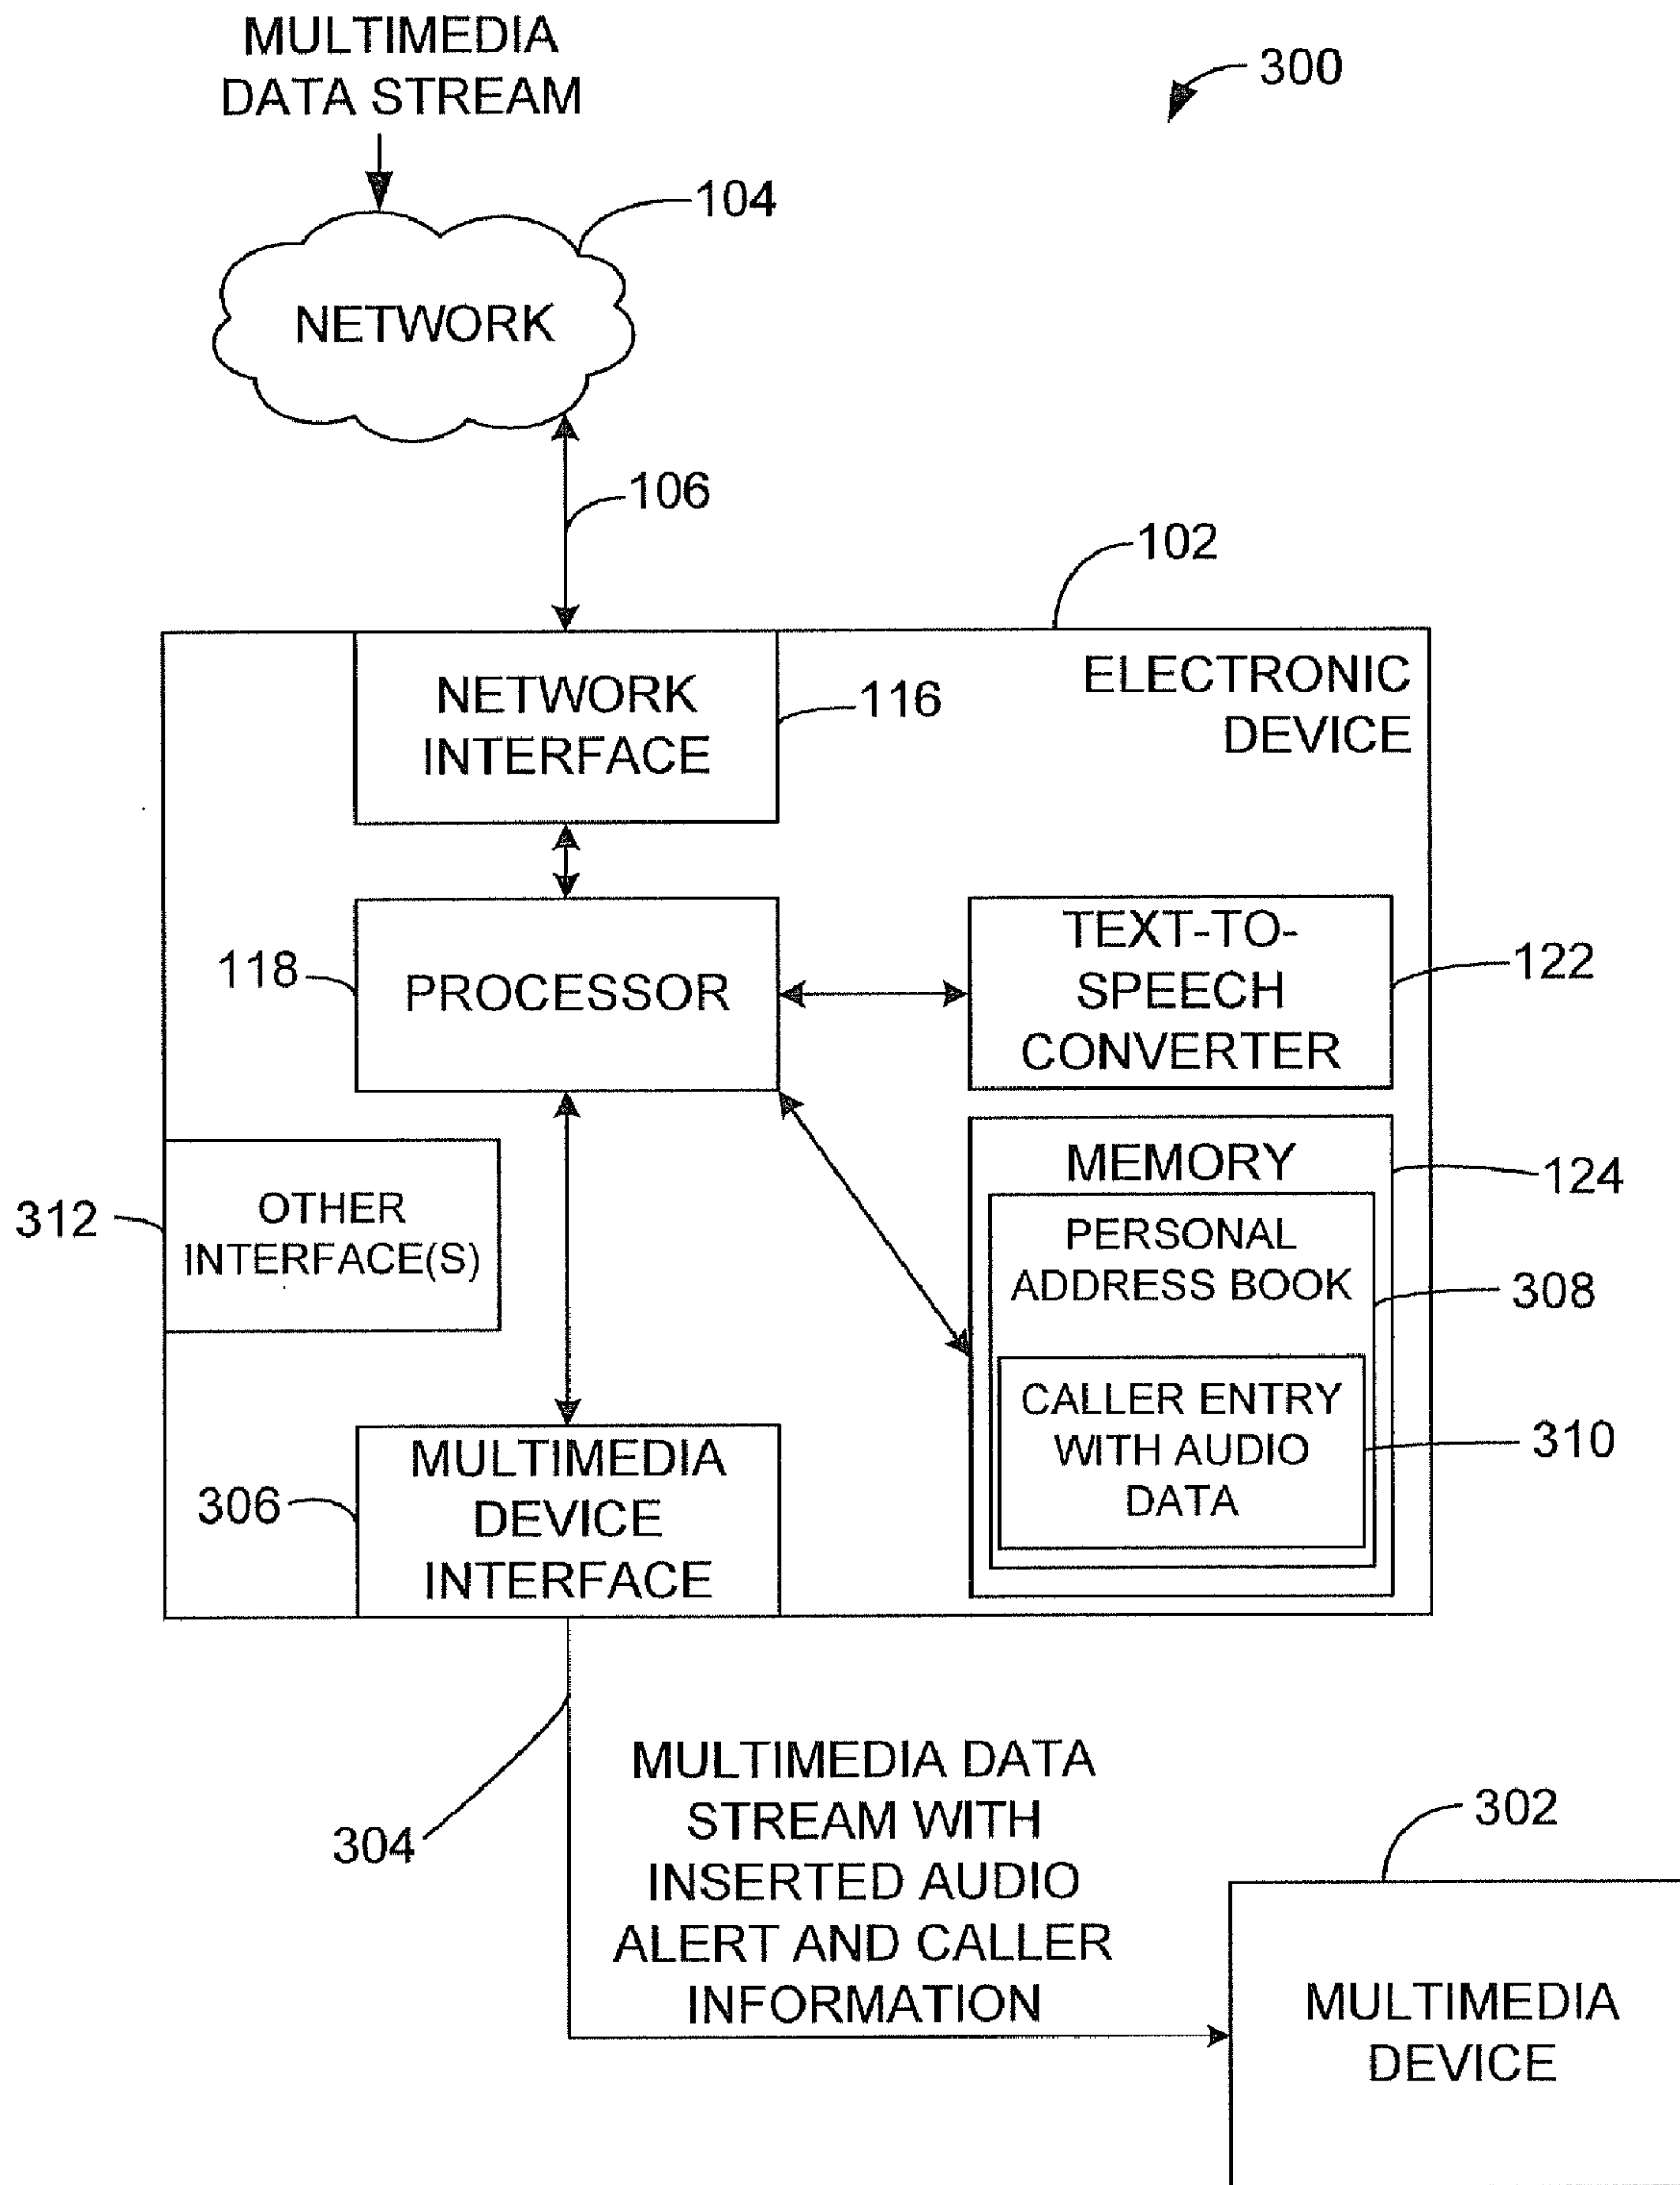 MULTIMEDIA
DATA STREAM
300
104
NETWORK
106
102
ELECTRONIC
DEVICE
NETWORK
INTERFACE
116
118
PROCESSOR
TEXT-TO-
SPEECH
CONVERTER
122
MEMORY
124
312
OTHER
INTERFACE(S)
PERSONAL
ADDRESS BOOK
308
CALLER ENTRY
WITH AUDIO
DATA
310
306
MULTIMEDIA
DEVICE
INTERFACE
304
MULTIMEDIA DATA
STREAM WITH
INSERTED AUDIO
ALERT AND CALLER
INFORMATION
302
MULTIMEDIA
DEVICE